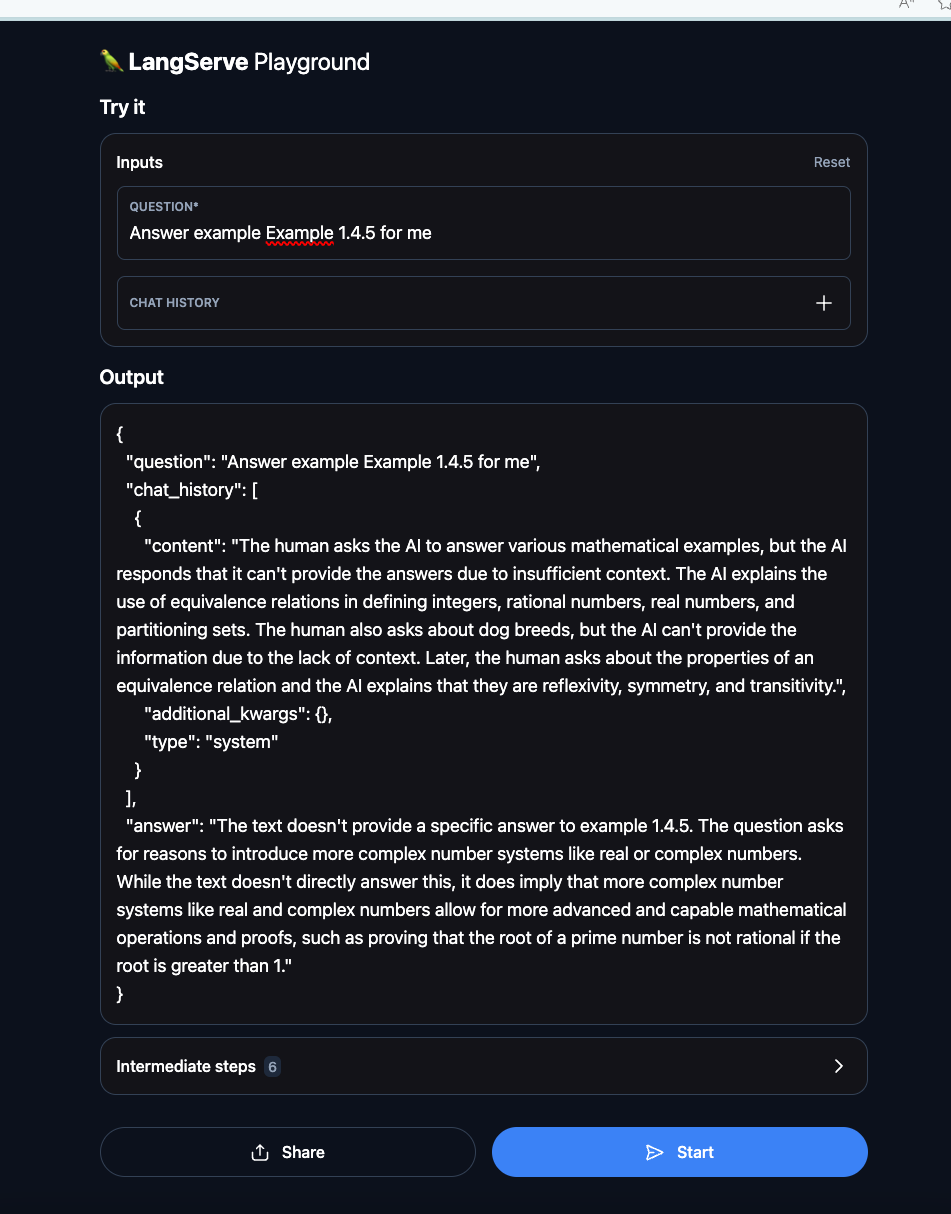 LangServe Playground
Try it
Inputs
Reset
QUESTION*
Answer example Example 1.4.5 for me
CHAT HISTORY
Output
{
"question": "Answer example Example 1.4.5 for me",
"chat_history": [
{
"content": "The human asks the AI to answer various mathematical examples, but the AI
responds that it can't provide the answers due to insufficient context. The AI explains the
use of equivalence relations in defining integers, rational numbers, real numbers, and
partitioning sets. The human also asks about dog breeds, but the AI can't provide the
information due to the lack of context. Later, the human asks about the properties of an
equivalence relation and the AI explains that they are reflexivity, symmetry, and transitivity.",
"additional_kwargs": {},
"type": "system"
}
],
"answer": "The text doesn't provide a specific answer to example 1.4.5. The question asks
for reasons to introduce more complex number systems like real or complex numbers.
While the text doesn't directly answer this, it does imply that more complex number
systems like real and complex numbers allow for more advanced and capable mathematical
operations and proofs, such as proving that the root of a prime number is not rational if the
root is greater than 1."
}
Intermediate steps 6
Share
Start